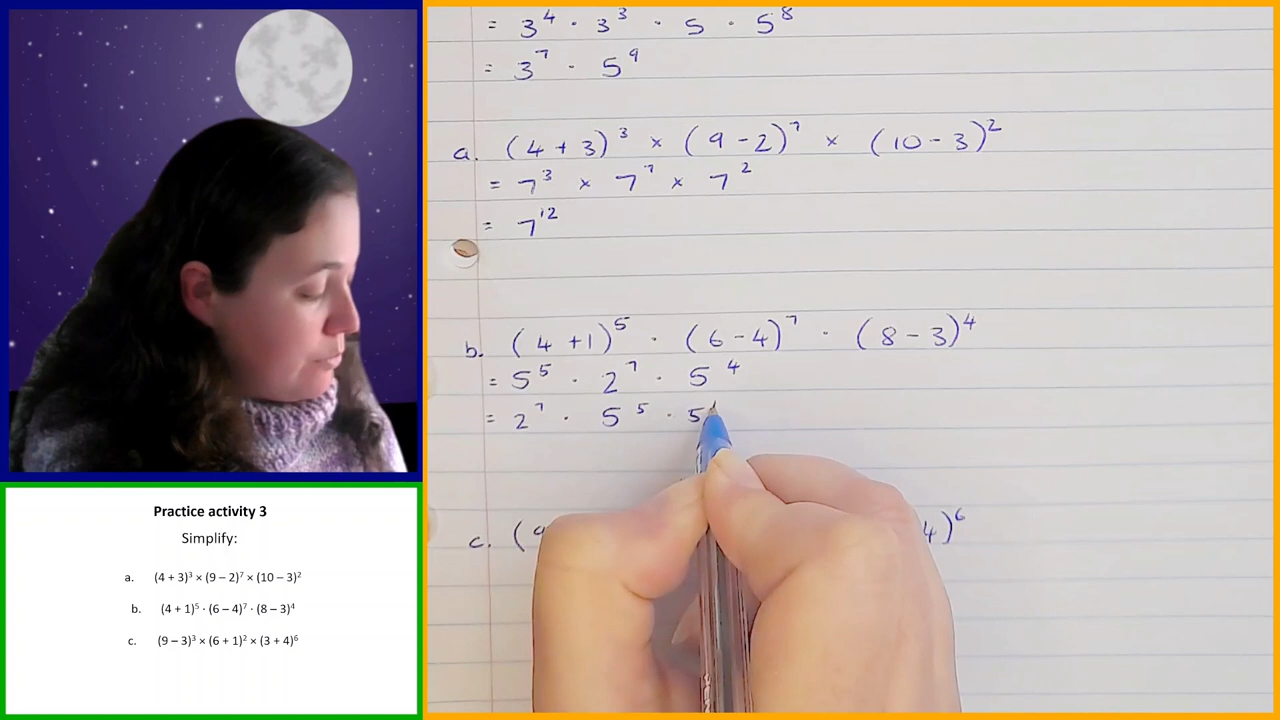 = 3⁴ · 3³ · 5 · 5⁸
= 3⁷ · 5⁹
a. (4 + 3)³ × (9 - 2)⁷ × (10 - 3)²
= 7³ × 7⁷ × 7²
= 7¹²
b. (4 + 1)⁵ · (6 - 4)⁷ · (8 - 3)⁴
= 5⁵ · 2⁷ · 5⁴
= 2⁷ · 5⁵ · 5
c. (9 4)⁶
Practice activity 3
Simplify:
a. (4 + 3)³ × (9 – 2)⁷ × (10 – 3)²
b. (4 + 1)⁵ · (6 – 4)⁷ · (8 – 3)⁴
c. (9 – 3)³ × (6 + 1)² × (3 + 4)⁶